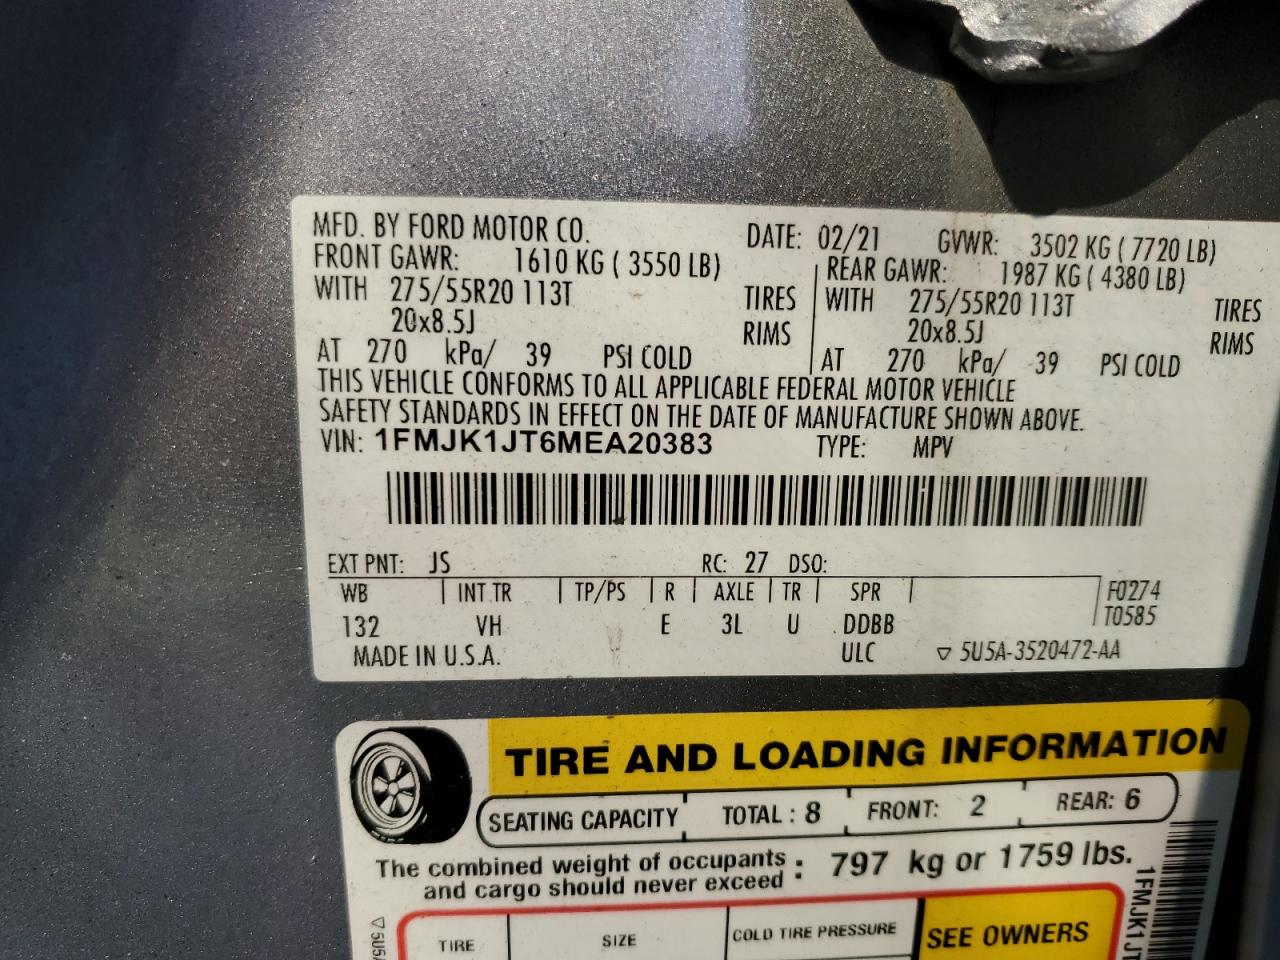 MFD. BY FORD MOTOR CO. DATE: 02/21 GVWR: 3502 KG ( 7720 LB)
FRONT GAWR: 1610 KG ( 3550 LB) REAR GAWR: 1987 KG ( 4380 LB)
WITH 275/55R20 113T TIRES WITH 275/55R20 113T TIRES
20x8.5J RIMS 20x8.5J RIMS
AT 270 kPa/ 39 PSI COLD AT 270 kPa/ 39 PSI COLD
THIS VEHICLE CONFORMS TO ALL APPLICABLE FEDERAL MOTOR VEHICLE
SAFETY STANDARDS IN EFFECT ON THE DATE OF MANUFACTURE SHOWN ABOVE.
VIN: 1FMJK1JT6MEA20383 TYPE: MPV
EXT PNT: JS RC: 27 DSO:
WB INT TR TP/PS R AXLE TR SPR F0274
T0585
132 VH E 3L U DDBB
MADE IN U.S.A. ULC ▽ 5U5A-3520472-AA
TIRE AND LOADING INFORMATION
SEATING CAPACITY TOTAL : 8 FRONT: 2 REAR: 6
The combined weight of occupants
and cargo should never exceed : 797 kg or 1759 lbs.
TIRE SIZE COLD TIRE PRESSURE SEE OWNERS
▽ 5U5
1FMJK1JT